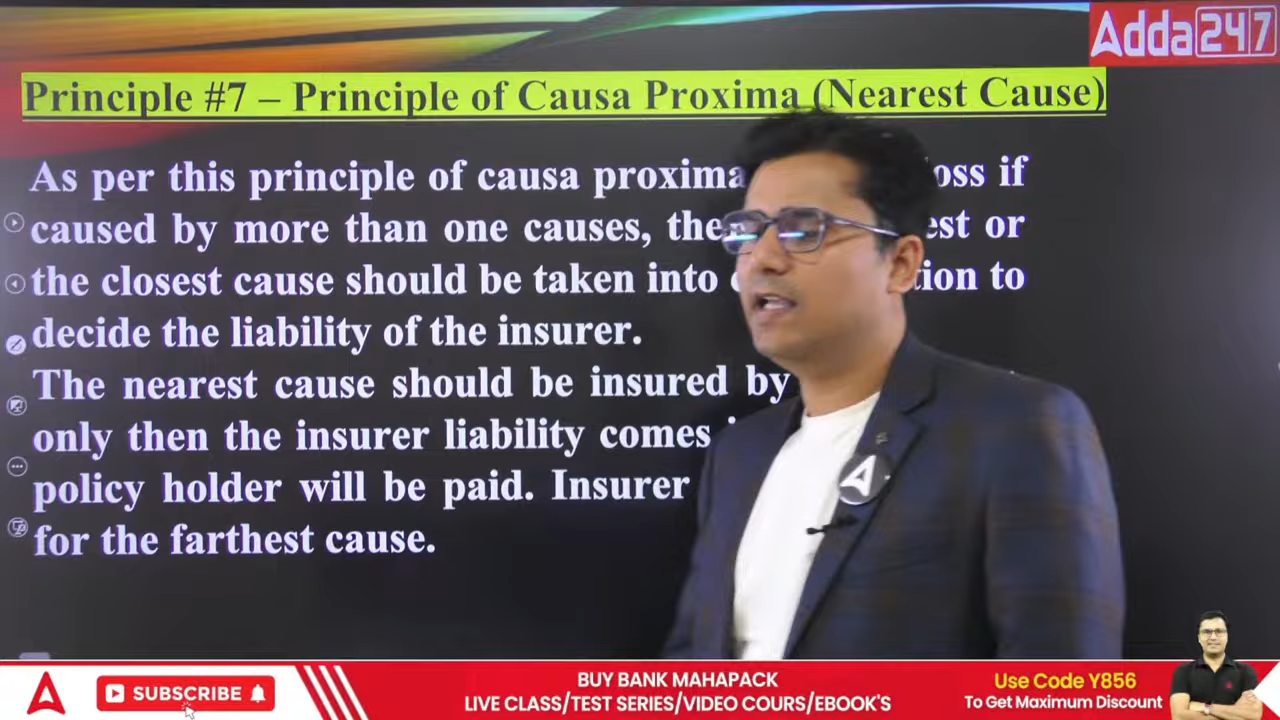 Adda247
Principle #7 – Principle of Causa Proxima (Nearest Cause)
As per this principle of causa proxima if
caused by more than one causes, or
the closest cause should be taken into to
decide the liability of the insurer.
The nearest cause should be insured by
only then the insurer liability comes
policy holder will be paid. Insurer
for the farthest cause.
SUBSCRIBE
BUY BANK MAHAPACK
LIVE CLASS/TEST SERIES/VIDEO COURS/EBOOK'S
Use Code Y856
To Get Maximum Discount